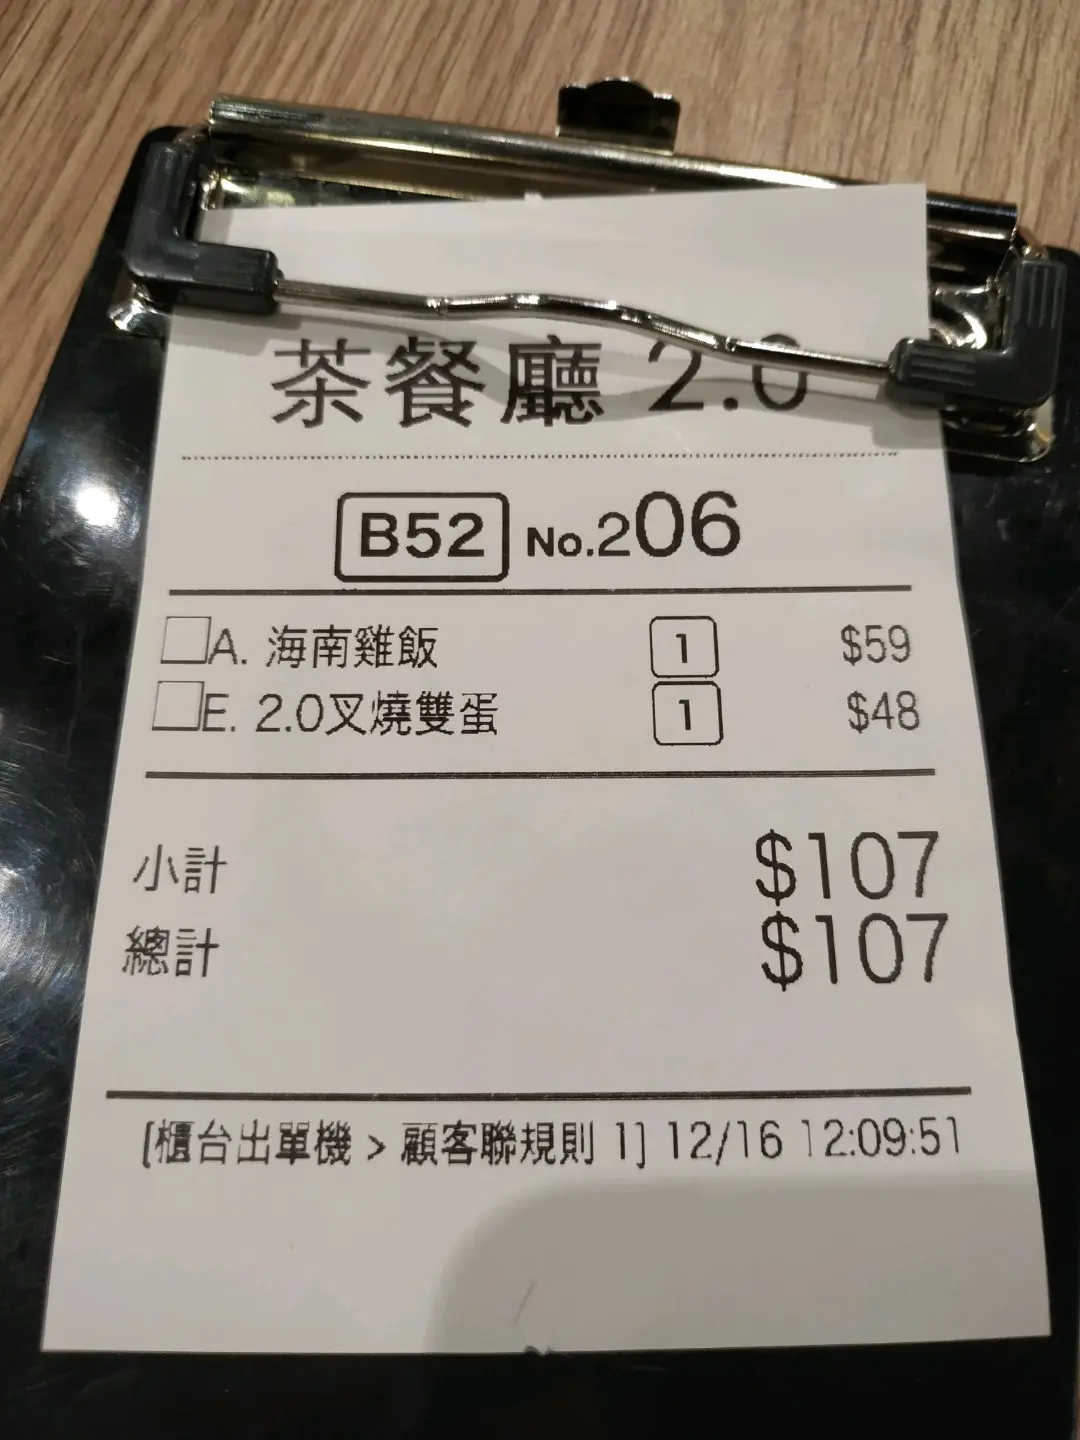 茶餐廳 2.0
B52 No.206
A. 海南雞飯 1 $59
E. 2.0叉燒雙蛋 1 $48
小計 $107
總計 $107
[櫃台出單機 > 顧客聯規則 1] 12/16 12:09:51